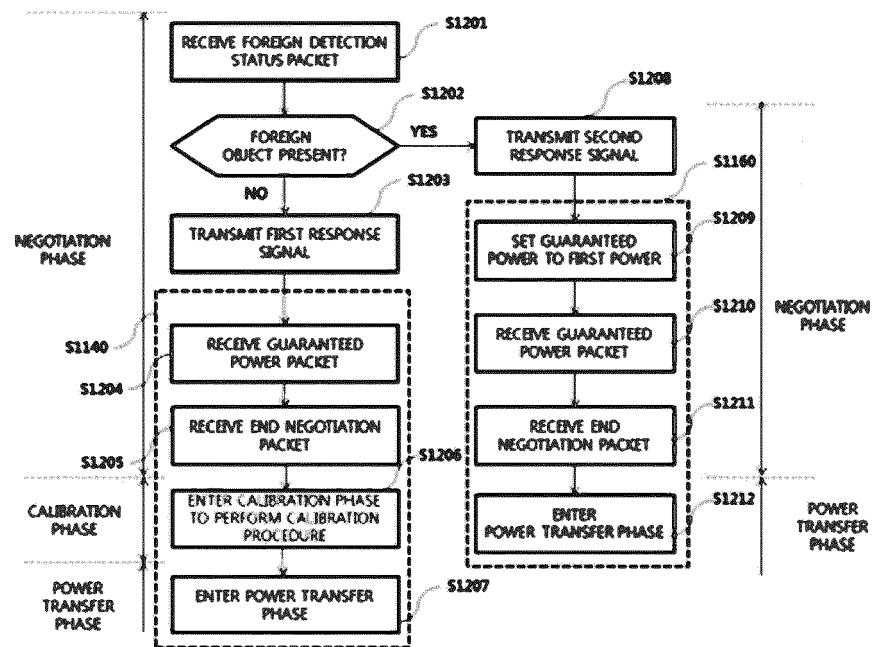 S1201
RECEIVE FOREIGN DETECTION
STATUS PACKET
S1202
FOREIGN
OBJECT PRESENT?
YES
NO
S1203
TRANSMIT FIRST RESPONSE
SIGNAL
NEGOTIATION
PHASE
S1140
RECEIVE GUARANTEED
POWER PACKET
S1204
RECEIVE END NEGOTIATION
PACKET
S1205
S1206
CALIBRATION
PHASE
ENTER CALIBRATION PHASE
TO PERFORM CALIBRATION
PROCEDURE
POWER
TRANSFER
PHASE
ENTER POWER TRANSFER
PHASE
S1207
S1208
TRANSMIT SECOND
RESPONSE SIGNAL
S1160
S1209
SET GUARANTEED
POWER TO FIRST POWER
S1210
RECEIVE GUARANTEED
POWER PACKET
NEGOTIATION
PHASE
S1211
RECEIVE END
NEGOTIATION PACKET
S1212
ENTER
POWER TRANSFER PHASE
POWER
TRANSFER
PHASE